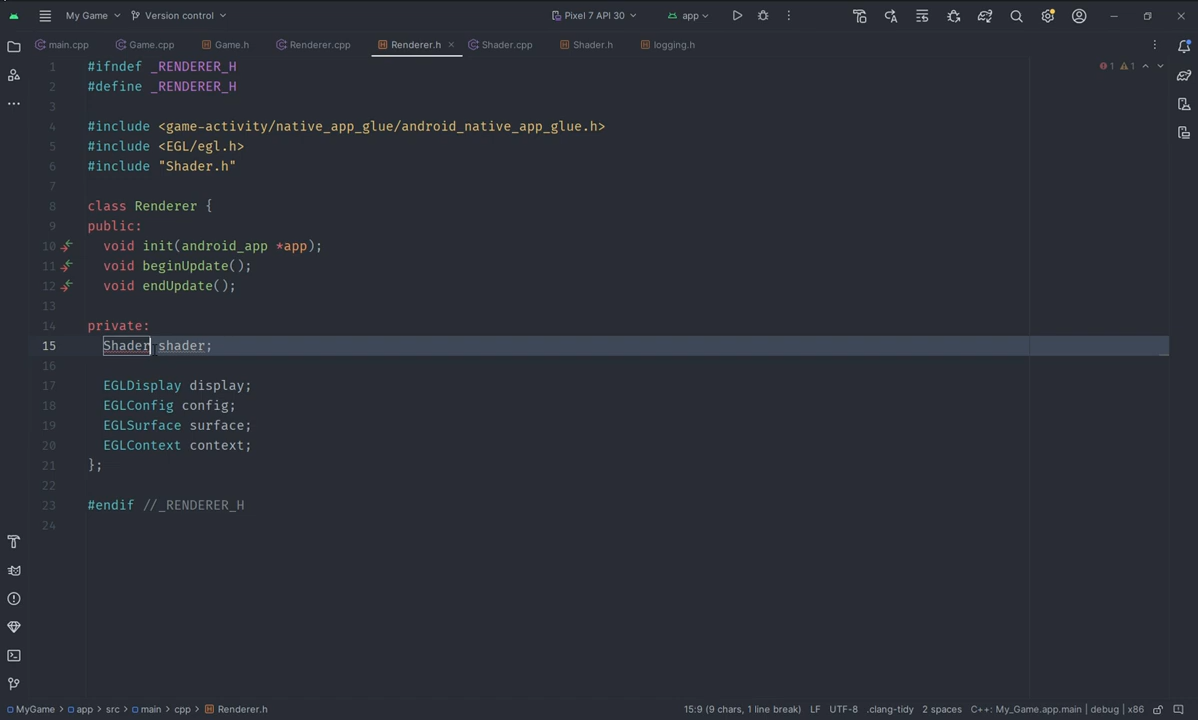 My Game
Version control
Pixel 7 API 30
app
main.cpp
Game.cpp
Game.h
Renderer.cpp
Renderer.h
Shader.cpp
Shader.h
logging.h
1 #ifndef _RENDERER_H
2 #define _RENDERER_H
3
4 #include <game-activity/native_app_glue/android_native_app_glue.h>
5 #include <EGL/egl.h>
6 #include "Shader.h"
7
8 class Renderer {
9 public:
10 void init(android_app *app);
11 void beginUpdate();
12 void endUpdate();
13
14 private:
15 Shader shader;
16
17 EGLDisplay display;
18 EGLConfig config;
19 EGLSurface surface;
20 EGLContext context;
21 };
22
23 #endif //_RENDERER_H
24
1 1
MyGame > app > src > main > cpp > Renderer.h
15:9 (9 chars, 1 line break) LF UTF-8 .clang-tidy 2 spaces C++: My_Game.app.main | debug | x86